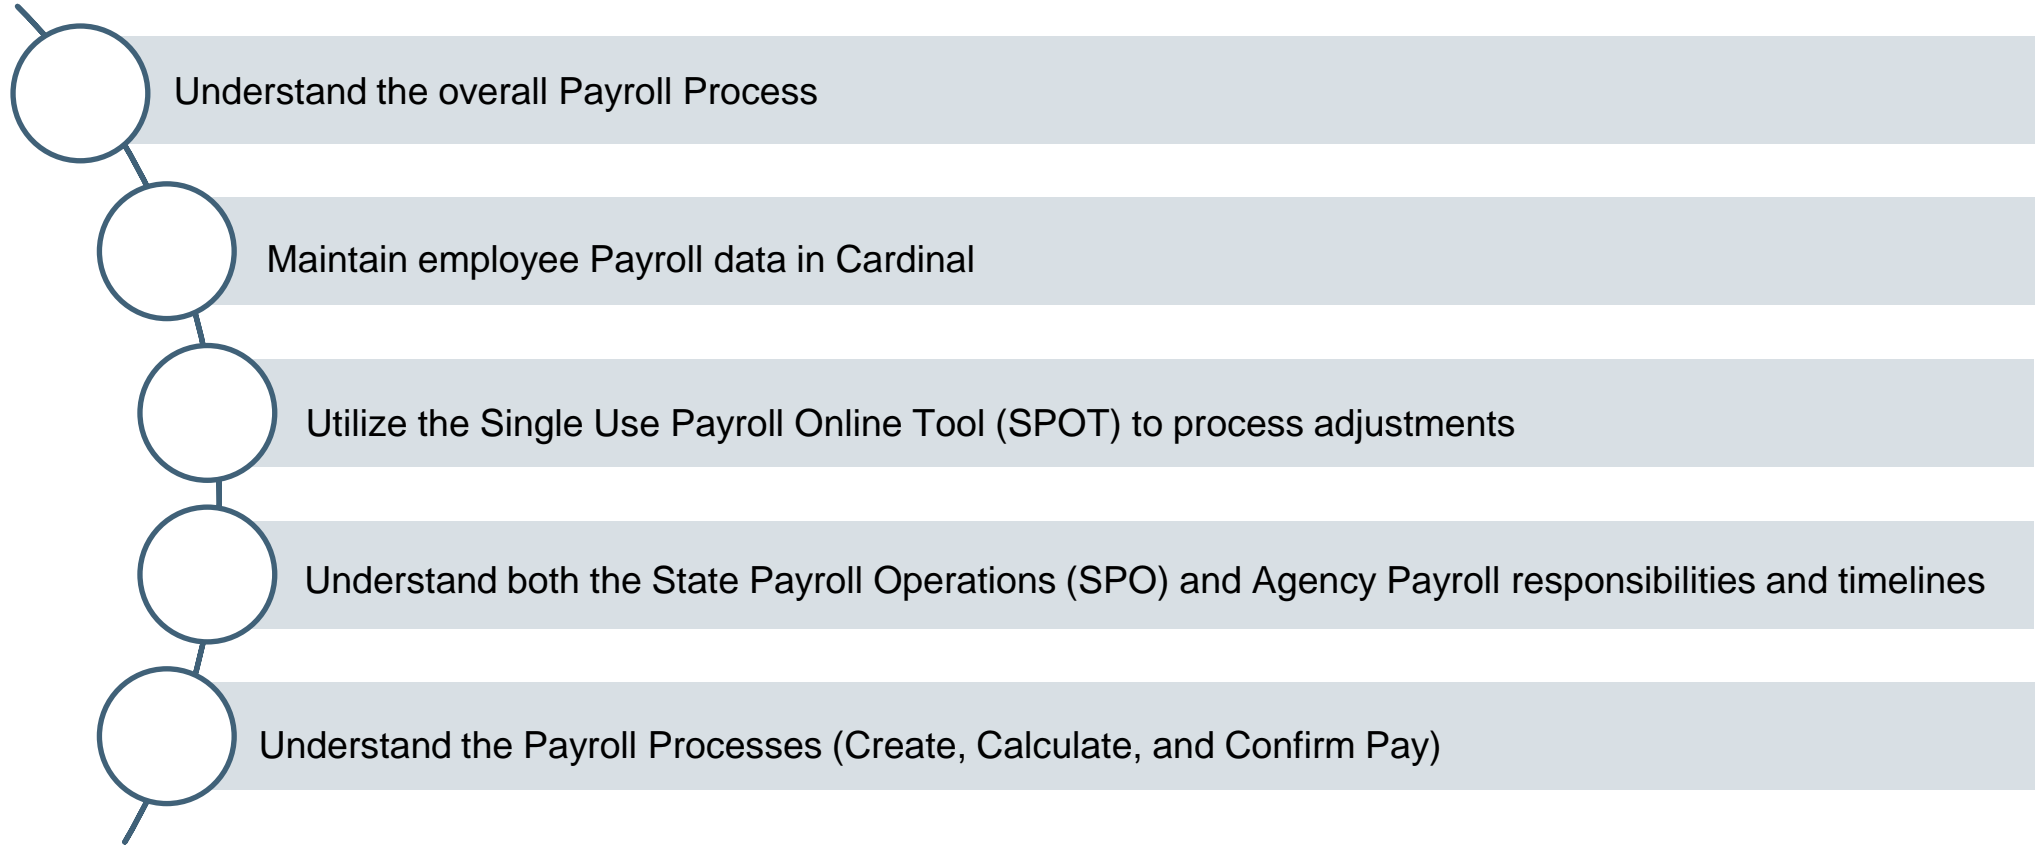 Understand the overall Payroll Process
Maintain employee Payroll data in Cardinal
Utilize the Single Use Payroll Online Tool (SPOT) to process adjustments
Understand both the State Payroll Operations (SPO) and Agency Payroll responsibilities and timelines
Understand the Payroll Processes (Create, Calculate, and Confirm Pay)